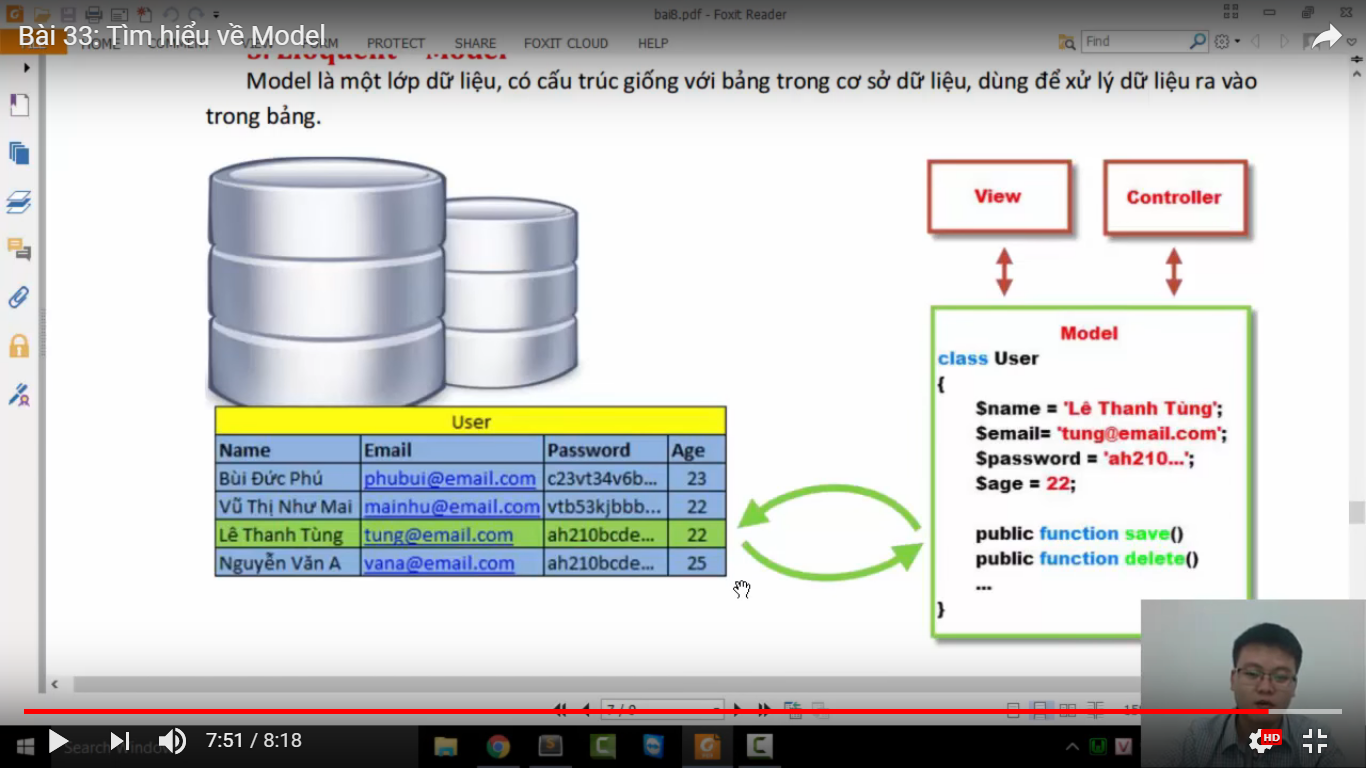 bai8.pdf - Foxit Reader
Bài 33: Tìm hiểu về Model
HOME COMMENT VIEW FORM PROTECT SHARE FOXIT CLOUD HELP
Find
Eloquent - Model
Model là một lớp dữ liệu, có cấu trúc giống với bảng trong cơ sở dữ liệu, dùng để xử lý dữ liệu ra vào
trong bảng.
View Controller
Model
class User
{
$name = 'Lê Thanh Tùng';
$email= 'tung@email.com';
$password = 'ah210...';
$age = 22;
public function save()
public function delete()
...
}
User
Name Email Password Age
Bùi Đức Phú phubui@email.com c23vt34v6b... 23
Vũ Thị Như Mai mainhu@email.com vtb53kjbbb... 22
Lê Thanh Tùng tung@email.com ah210bcde... 22
Nguyễn Văn A vana@email.com ah210bcde... 25
Search Windows
7:51 / 8:18
HD